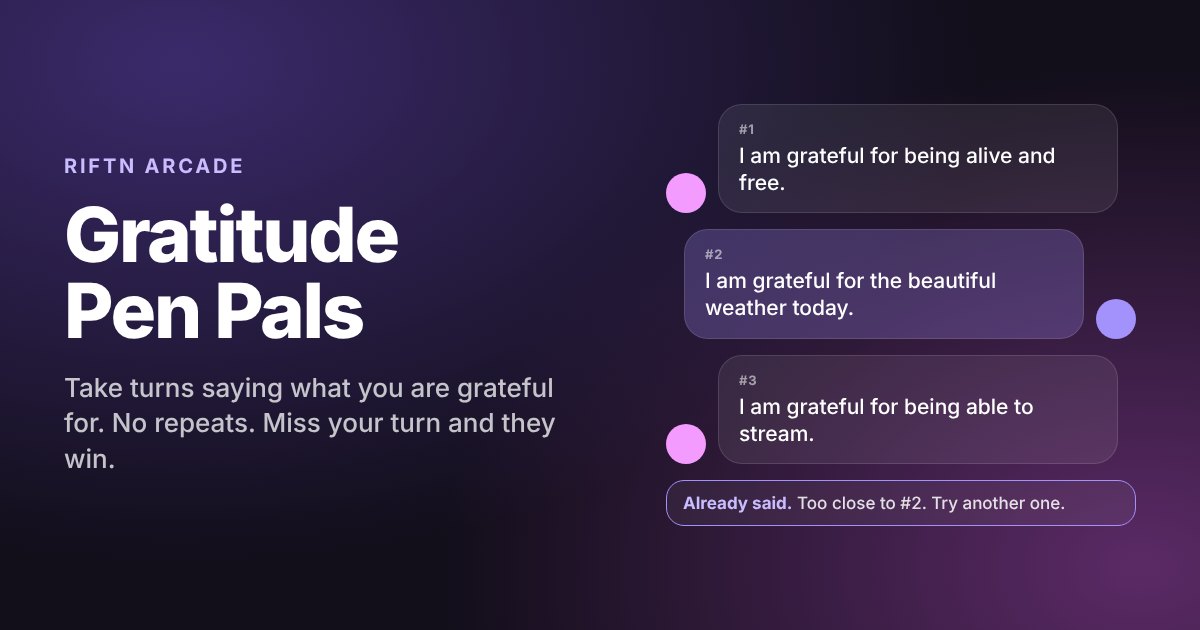 RIFTN ARCADE
Gratitude
Pen Pals
Take turns saying what you are grateful
for. No repeats. Miss your turn and they
win.
#1
I am grateful for being alive and
free.
#2
I am grateful for the beautiful
weather today.
#3
I am grateful for being able to
stream.
Already said. Too close to #2. Try another one.